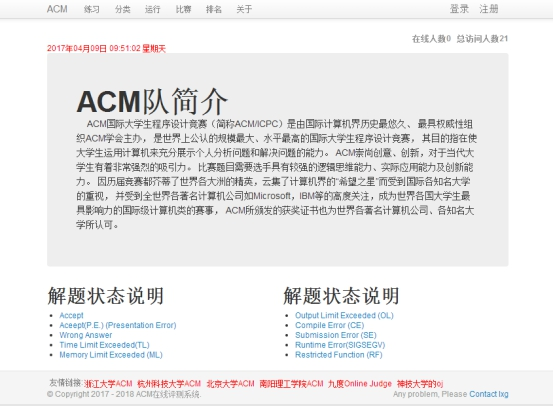 ACM 练习 分类 运行 比赛 排名 关于 登录 注册
在线人数0 总访问人数21
2017年04月09日 09:51:02 星期天
ACM队简介
ACM国际大学生程序设计竞赛（简称ACM/ICPC）是由国际计算机界历史最悠久、 最具权威性组
织ACM学会主办， 是世界上公认的规模最大、水平最高的国际大学生程序设计竞赛， 其目的指在使
大学生运用计算机来充分展示个人分析问题和解决问题的能力。 ACM崇尚创意、创新，对于当代大
学生有着非常强烈的吸引力。 比赛题目需要选手具有较强的逻辑思维能力、实际应用能力及创新能
力。 因历届竞赛都荟萃了世界各大洲的精英，云集了计算机界的“希望之星”而受到国际各知名大学
的重视， 并受到全世界各著名计算机公司如Microsoft，IBM等的高度关注，成为世界各国大学生最
具影响力的国际级计算机类的赛事， ACM所颁发的获奖证书也为世界各著名计算机公司、各知名大
学所认可。
解题状态说明
Accept
Aceept(P.E.) (Presentation Error)
Wrong Answer
Time Limit Exceeded(TL)
Memory Limit Exceeded (ML)
解题状态说明
Output Limit Exceeded (OL)
Compile Error (CE)
Submission Error (SE)
Runtime Error(SIGSEGV)
Restricted Function (RF)
友情链接:浙江大学ACM 杭州科技大学ACM 北京大学ACM 南阳理工学院ACM 九度Online Judge 神技大学的oj
© Copyright 2017 - 2018 ACM在线评测系统. Any problem, Please Contact lxg